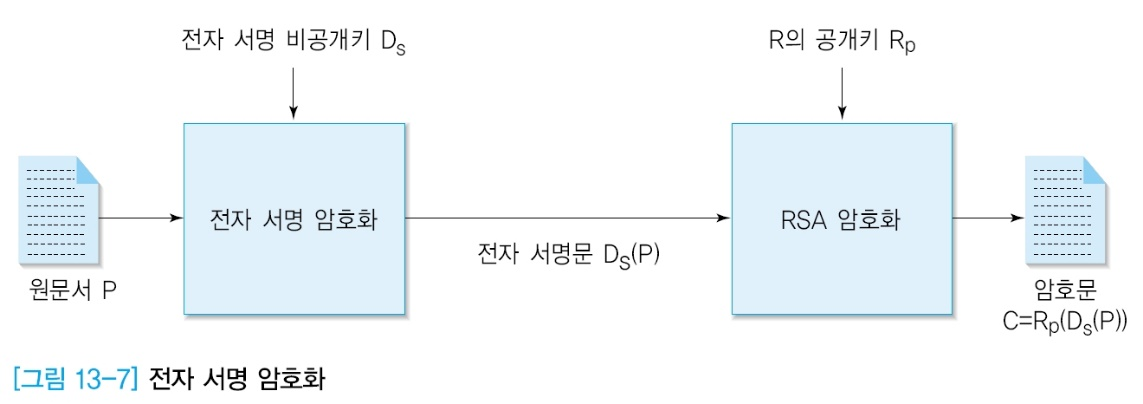 전자 서명 비공개키 Ds
R의 공개키 Rp
전자 서명 암호화
RSA 암호화
전자 서명문 Ds(P)
원문서 P
암호문
C=Rp(Ds(P))
[그림 13-7] 전자 서명 암호화